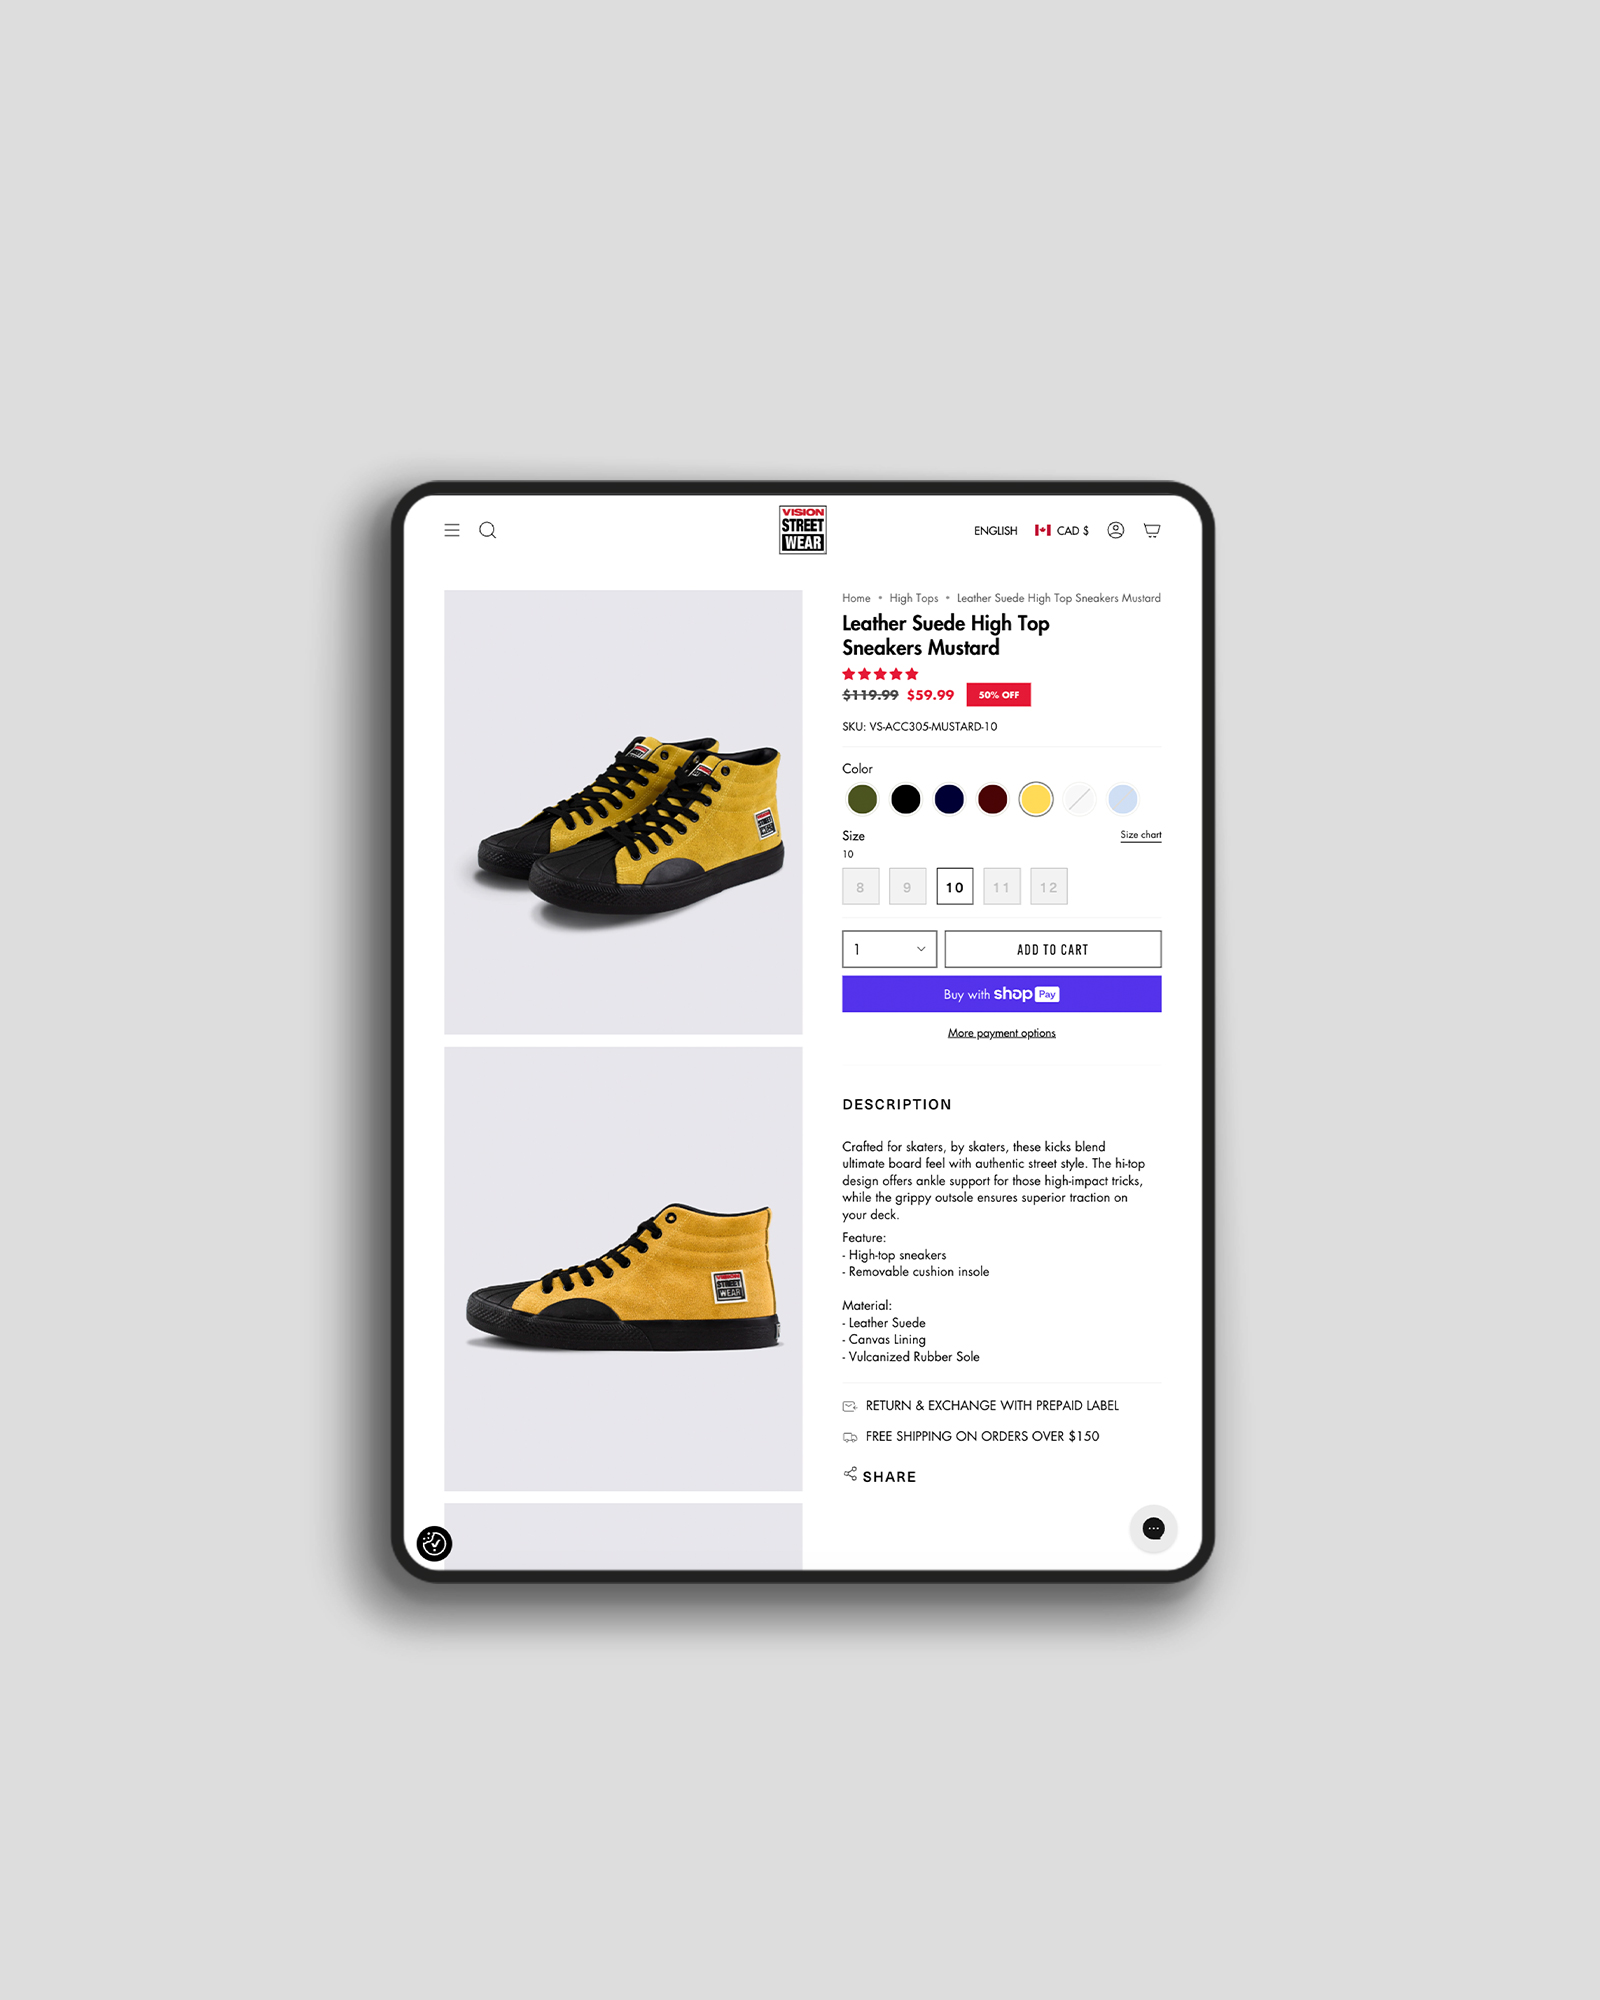 VISION
STREET
WEAR
ENGLISH
CAD $
Home • High Tops • Leather Suede High Top Sneakers Mustard
Leather Suede High Top
Sneakers Mustard
$119.99 $59.99 50% OFF
SKU: VS-ACC305-MUSTARD-10
Color
Size
Size chart
10
8 9 10 11 12
1
ADD TO CART
Buy with shop Pay
More payment options
DESCRIPTION
Crafted for skaters, by skaters, these kicks blend
ultimate board feel with authentic street style. The hi-top
design offers ankle support for those high-impact tricks,
while the grippy outsole ensures superior traction on
your deck.
Feature:
- High-top sneakers
- Removable cushion insole
Material:
- Leather Suede
- Canvas Lining
- Vulcanized Rubber Sole
RETURN & EXCHANGE WITH PREPAID LABEL
FREE SHIPPING ON ORDERS OVER $150
SHARE
VISION
STREET
WEAR